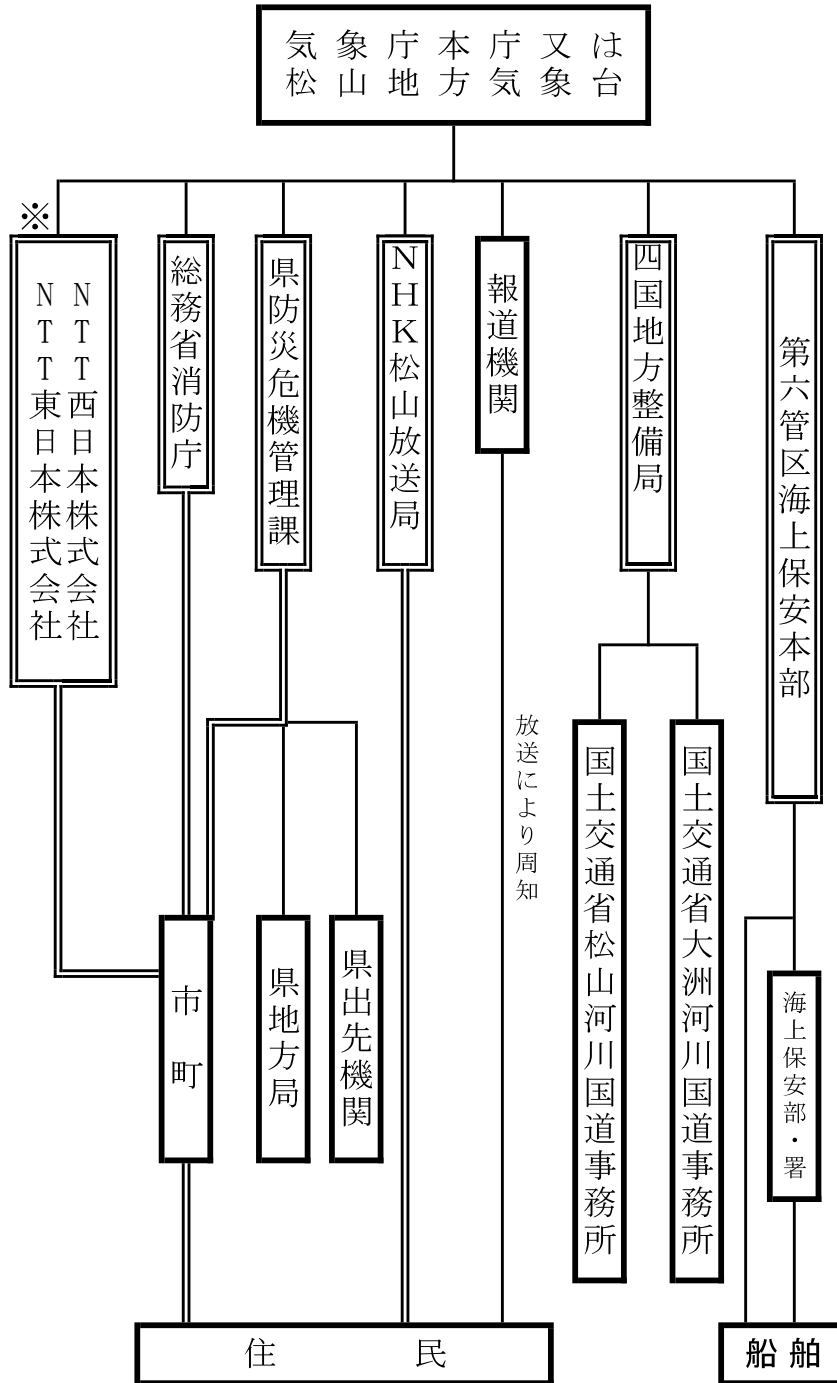 気象庁本庁又は
松山地方気象台
※
NTT西日本株式会社
NTT東日本株式会社
総務省消防庁
県防災危機管理課
NHK松山放送局
報道機関
四国地方整備局
第六管区海上保安本部
放送により周知
国土交通省松山河川国道事務所
国土交通省大洲河川国道事務所
市町
県地方局
県出先機関
海上保安部・署
住民
船舶